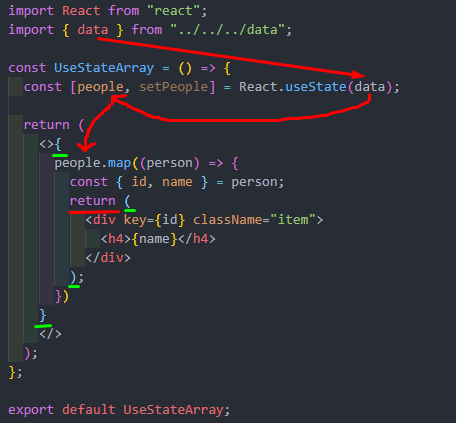 import React from "react";
import { data } from "../../../data";
const UseStateArray = () => {
const [people, setPeople] = React.useState(data);
return (
<>{
people.map((person) => {
const { id, name } = person;
return (
<div key={id} className="item">
<h4>{name}</h4>
</div>
);
})
}
</>
);
};
export default UseStateArray;